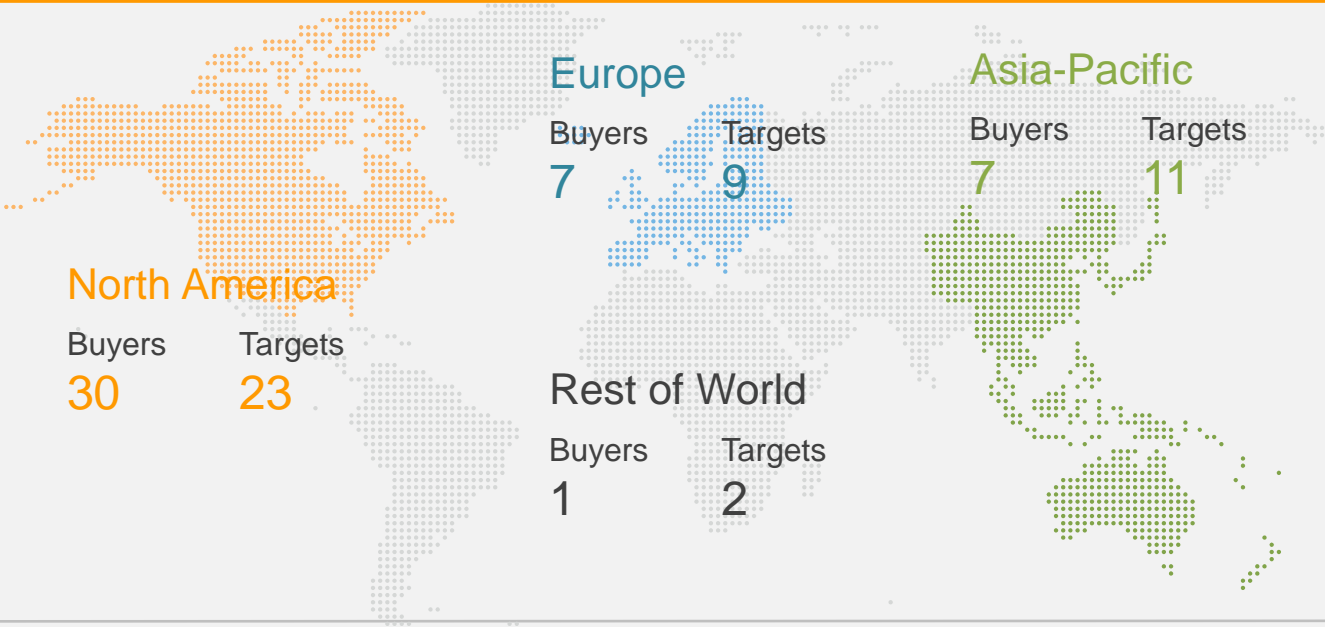 North America
Buyers Targets
30 23
Europe
Buyers Targets
7 9
Rest of World
Buyers Targets
1 2
Asia-Pacific
Buyers Targets
7 11